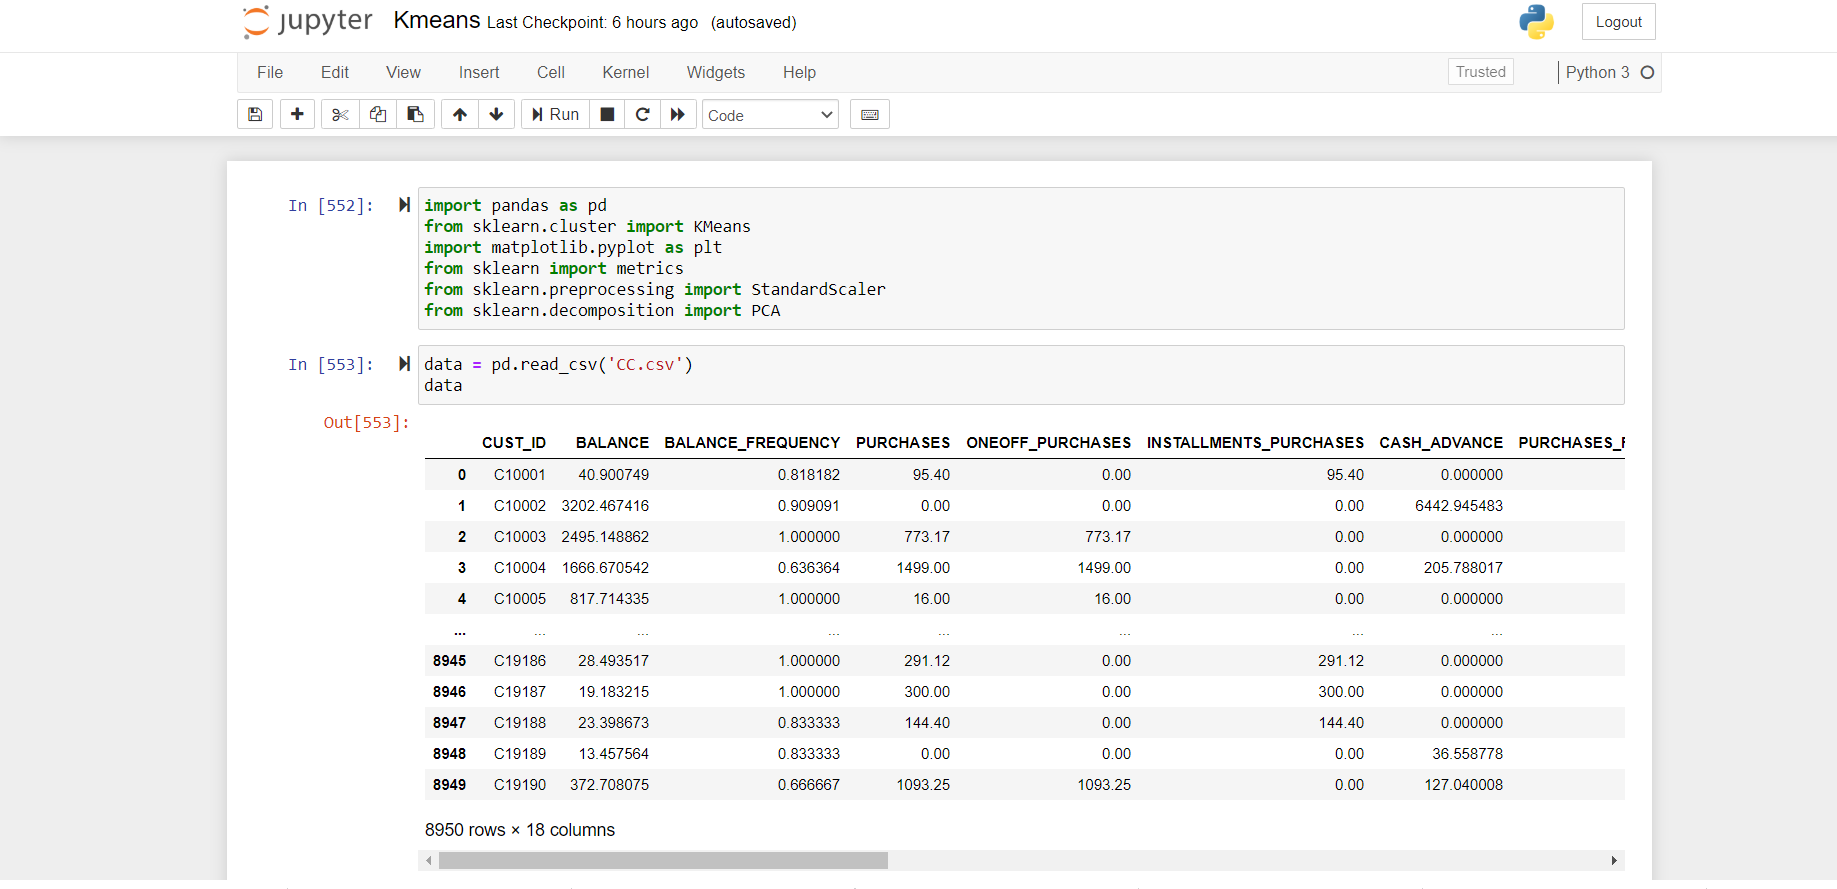 jupyter Kmeans Last Checkpoint: 6 hours ago (autosaved) Logout
File Edit View Insert Cell Kernel Widgets Help Trusted Python 3
Run Code
In [552]: import pandas as pd
from sklearn.cluster import KMeans
import matplotlib.pyplot as plt
from sklearn import metrics
from sklearn.preprocessing import StandardScaler
from sklearn.decomposition import PCA
In [553]: data = pd.read_csv('CC.csv')
data
Out[553]:
CUST_ID BALANCE BALANCE_FREQUENCY PURCHASES ONEOFF_PURCHASES INSTALLMENTS_PURCHASES CASH_ADVANCE PURCHASES_F
0 C10001 40.900749 0.818182 95.40 0.00 95.40 0.000000
1 C10002 3202.467416 0.909091 0.00 0.00 0.00 6442.945483
2 C10003 2495.148862 1.000000 773.17 773.17 0.00 0.000000
3 C10004 1666.670542 0.636364 1499.00 1499.00 0.00 205.788017
4 C10005 817.714335 1.000000 16.00 16.00 0.00 0.000000
... ... ... ... ... ... ... ...
8945 C19186 28.493517 1.000000 291.12 0.00 291.12 0.000000
8946 C19187 19.183215 1.000000 300.00 0.00 300.00 0.000000
8947 C19188 23.398673 0.833333 144.40 0.00 144.40 0.000000
8948 C19189 13.457564 0.833333 0.00 0.00 0.00 36.558778
8949 C19190 372.708075 0.666667 1093.25 1093.25 0.00 127.040008
8950 rows × 18 columns